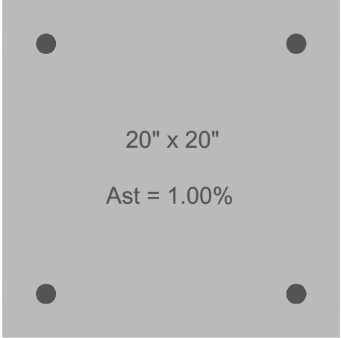 20" x 20"
Ast = 1.00%